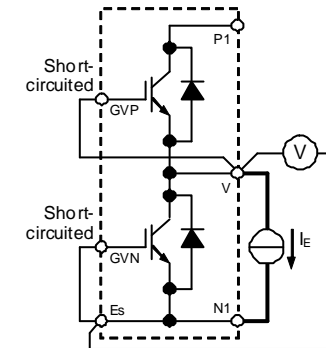 P1
Short-
circuited
GVP
V
V
Short-
circuited
GVN
IE
Es
N1